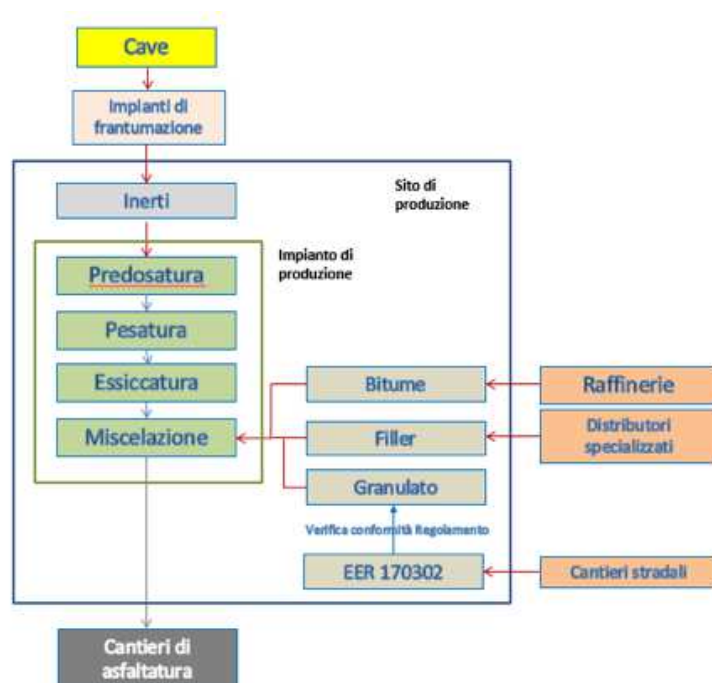 Cave
Impianti di
frantumazione
Sito di
produzione
Inerti
Impianto di
produzione
Predosatura
Pesatura
Essiccatura
Miscelazione
Bitume
Raffinerie
Filler
Distributori
specializzati
Granulato
Verifica conformità Regolamento
EER 170302
Cantieri stradali
Cantieri di
asfaltatura